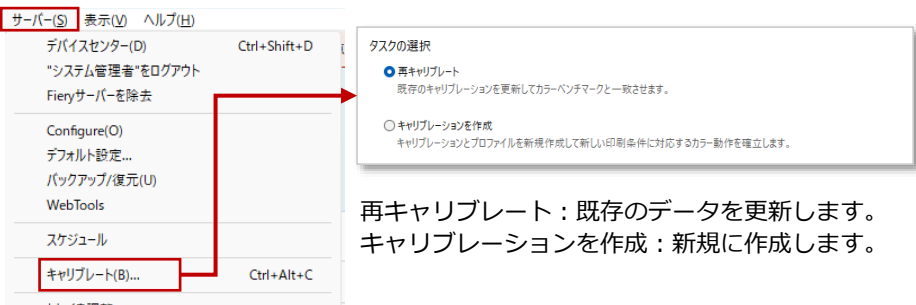 サーバー(S) 表示(V) ヘルプ(H)
デバイスセンター(D) Ctrl+Shift+D
"システム管理者"をログアウト
Fieryサーバーを除去
Configure(O)
デフォルト設定...
バックアップ/復元(U)
WebTools
スケジュール
キャリブレート(B)... Ctrl+Alt+C
タスクの選択
再キャリブレート
既存のキャリブレーションを更新してカラーベンチマークと一致させます。
キャリブレーションを作成
キャリブレーションとプロファイルを新規作成して新しい印刷条件に対応するカラー動作を確立します。
再キャリブレート：既存のデータを更新します。
キャリブレーションを作成：新規に作成します。